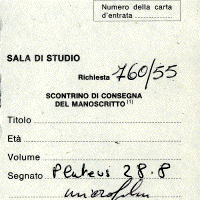 Numero della carta
d'entrata
SALA DI STUDIO
Richiesta 760/55
SCONTRINO DI CONSEGNA
DEL MANOSCRITTO (1)
Titolo
Età
Volume
Segnato Pluteus 28.8
microfilm